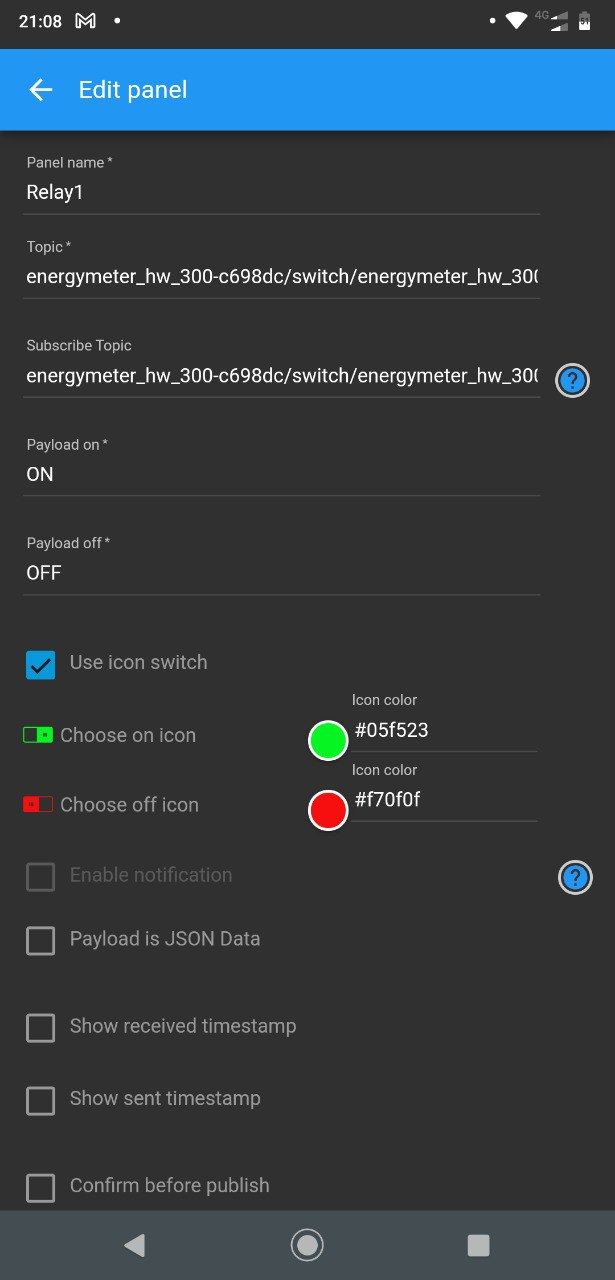 21:08
4G
51
Edit panel
Panel name *
Relay1
Topic *
energymeter_hw_300-c698dc/switch/energymeter_hw_300
Subscribe Topic
energymeter_hw_300-c698dc/switch/energymeter_hw_300
?
Payload on *
ON
Payload off *
OFF
Use icon switch
Icon color
Choose on icon
#05f523
Icon color
Choose off icon
#f70f0f
Enable notification
?
Payload is JSON Data
Show received timestamp
Show sent timestamp
Confirm before publish